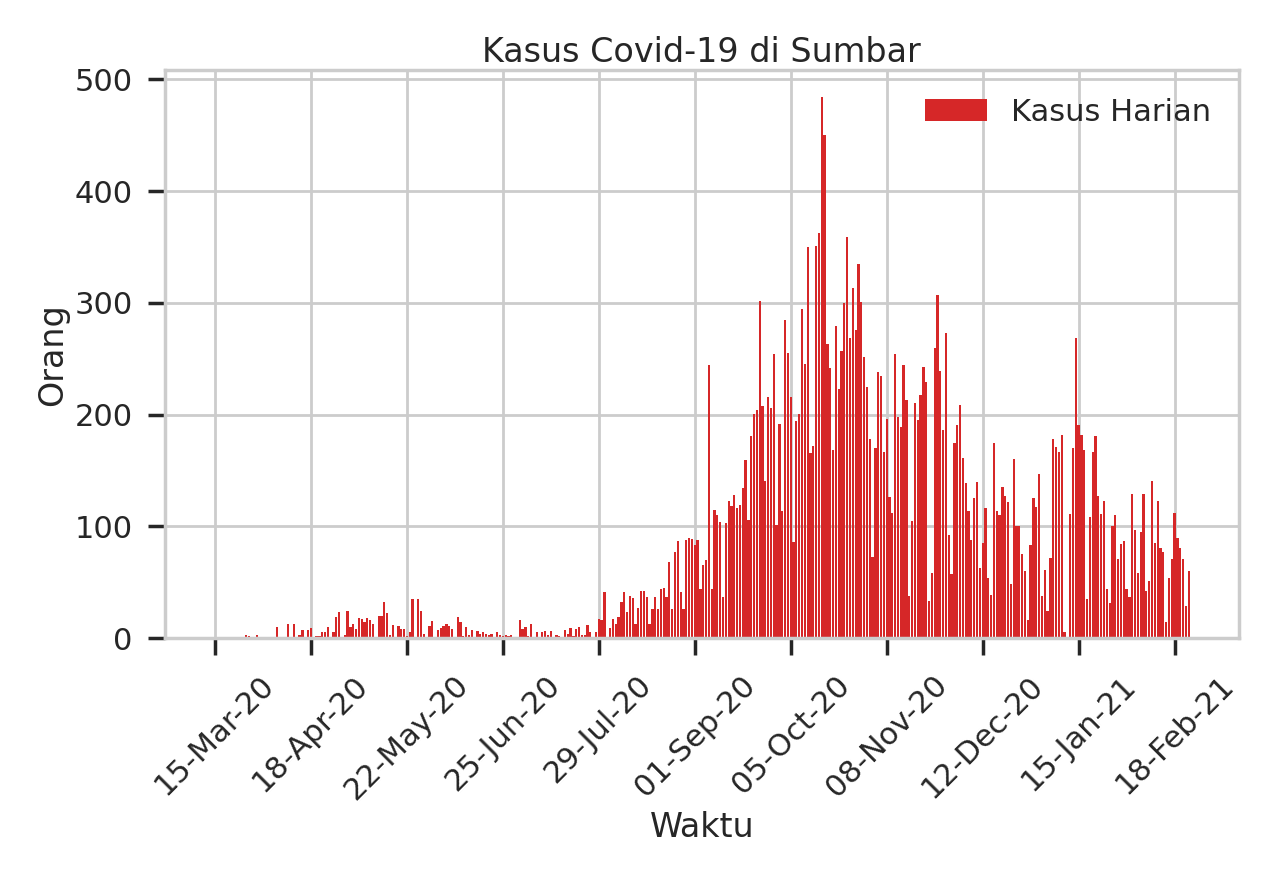 Kasus Covid-19 di Sumbar
Kasus Harian
Orang
500
400
300
200
100
0
15-Mar-20
18-Apr-20
22-May-20
25-Jun-20
29-Jul-20
01-Sep-20
05-Oct-20
08-Nov-20
12-Dec-20
15-Jan-21
18-Feb-21
Waktu